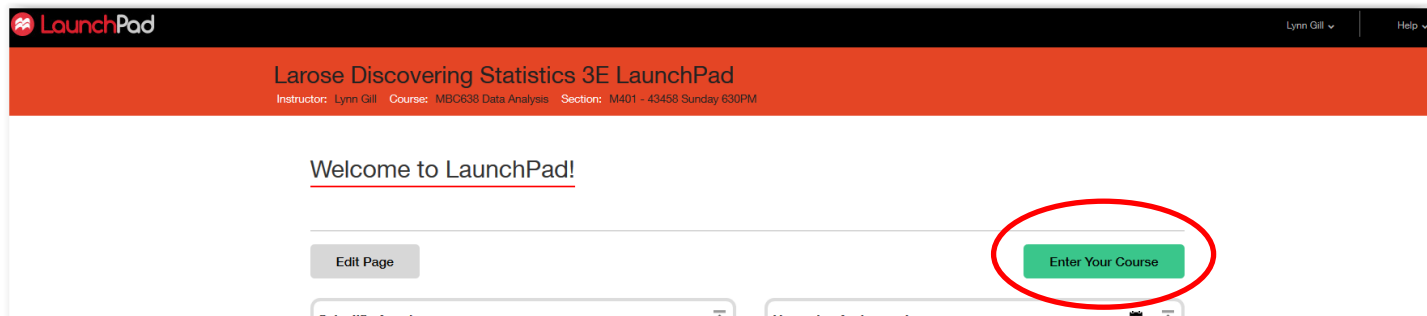 LaunchPad
Lynn Gill
Help
Larose Discovering Statistics 3E LaunchPad
Instructor: Lynn Gill Course: MBC638 Data Analysis Section: M401 - 43458 Sunday 630PM
Welcome to LaunchPad!
Edit Page
Enter Your Course